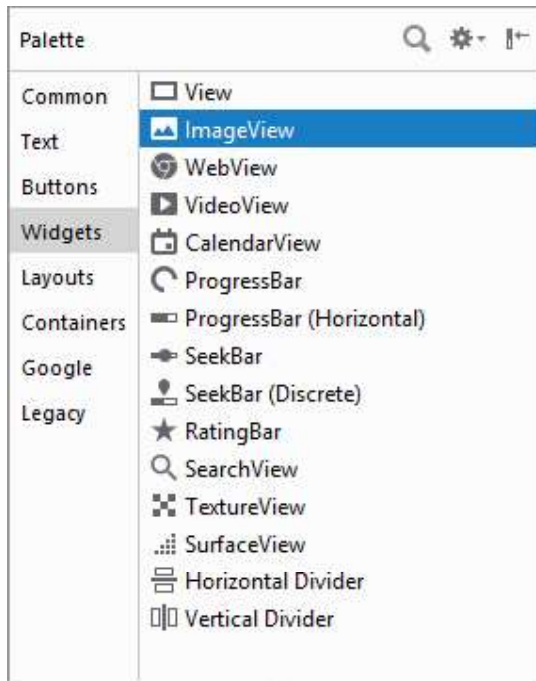 Palette
Common
Text
Buttons
Widgets
Layouts
Containers
Google
Legacy
View
ImageView
WebView
VideoView
CalendarView
ProgressBar
ProgressBar (Horizontal)
SeekBar
SeekBar (Discrete)
RatingBar
SearchView
TextureView
SurfaceView
Horizontal Divider
Vertical Divider